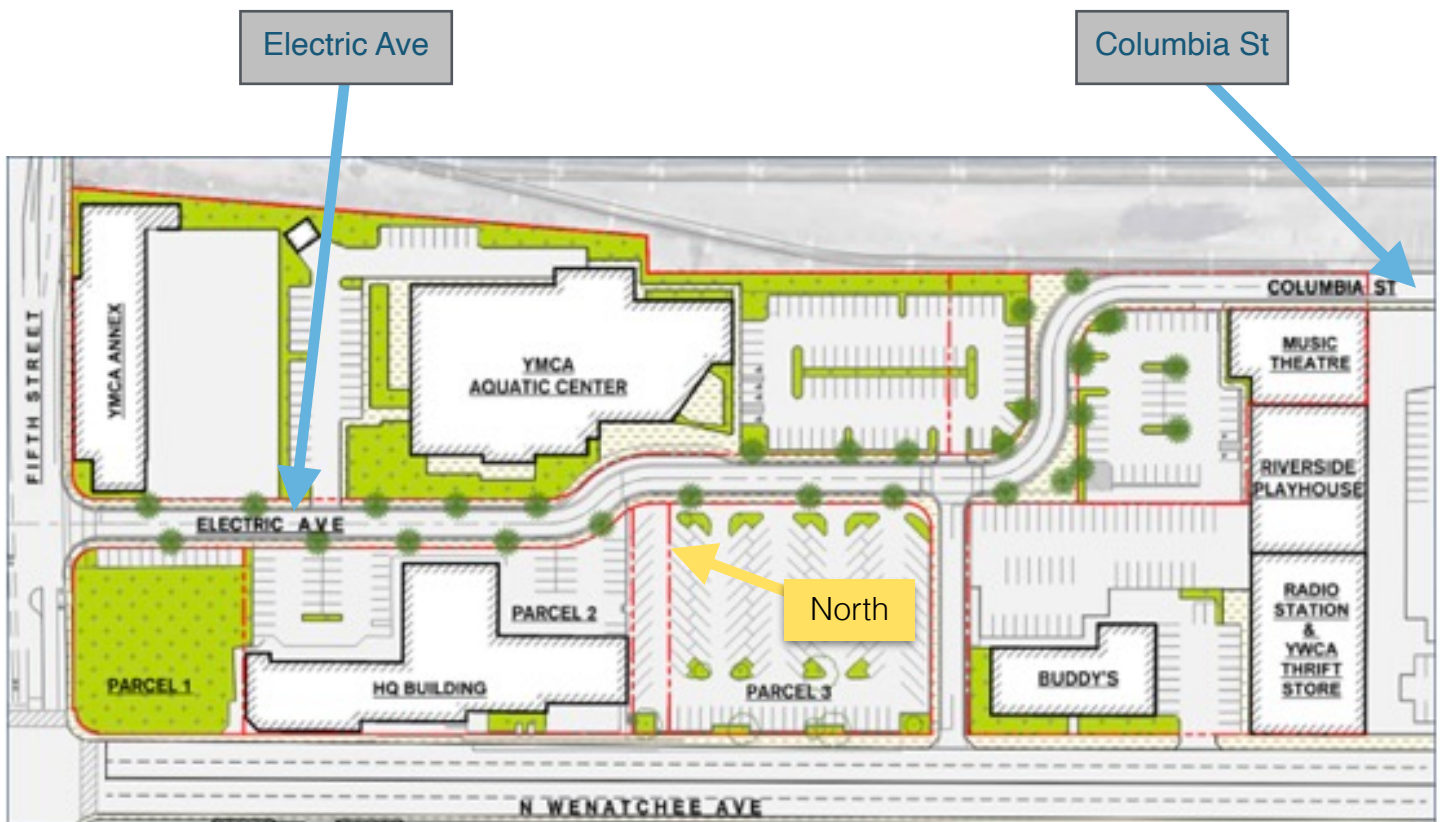 Electric Ave
Columbia St
COLUMBIA ST
FIFTH STREET
YMCA ANNEX
YMCA
AQUATIC CENTER
MUSIC
THEATRE
RIVERSIDE
PLAYHOUSE
ELECTRIC AVE
PARCEL 1
HQ BUILDING
PARCEL 2
North
PARCEL 3
BUDDY'S
RADIO
STATION
&
YWCA
THRIFT
STORE
N WENATCHEE AVE